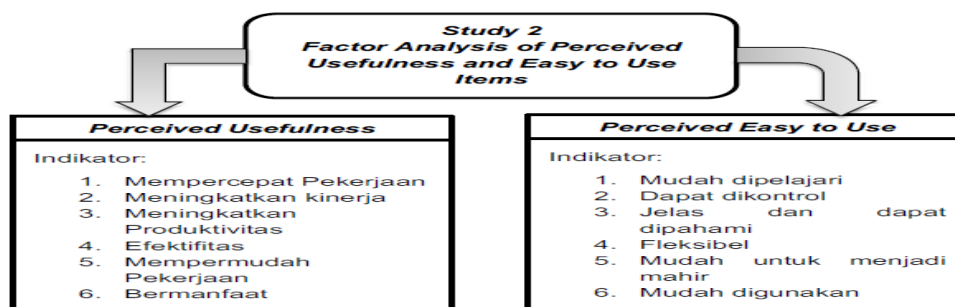 Study 2
Factor Analysis of Perceived
Usefulness and Easy to Use
Items
Perceived Usefulness
Indikator:
1. Mempercepat Pekerjaan
2. Meningkatkan kinerja
3. Meningkatkan
Produktivitas
4. Efektifitas
5. Mempermudah
Pekerjaan
6. Bermanfaat
Perceived Easy to Use
Indikator:
1. Mudah dipelajari
2. Dapat dikontrol
3. Jelas dan dapat
dipahami
4. Fleksibel
5. Mudah untuk menjadi
mahir
6. Mudah digunakan